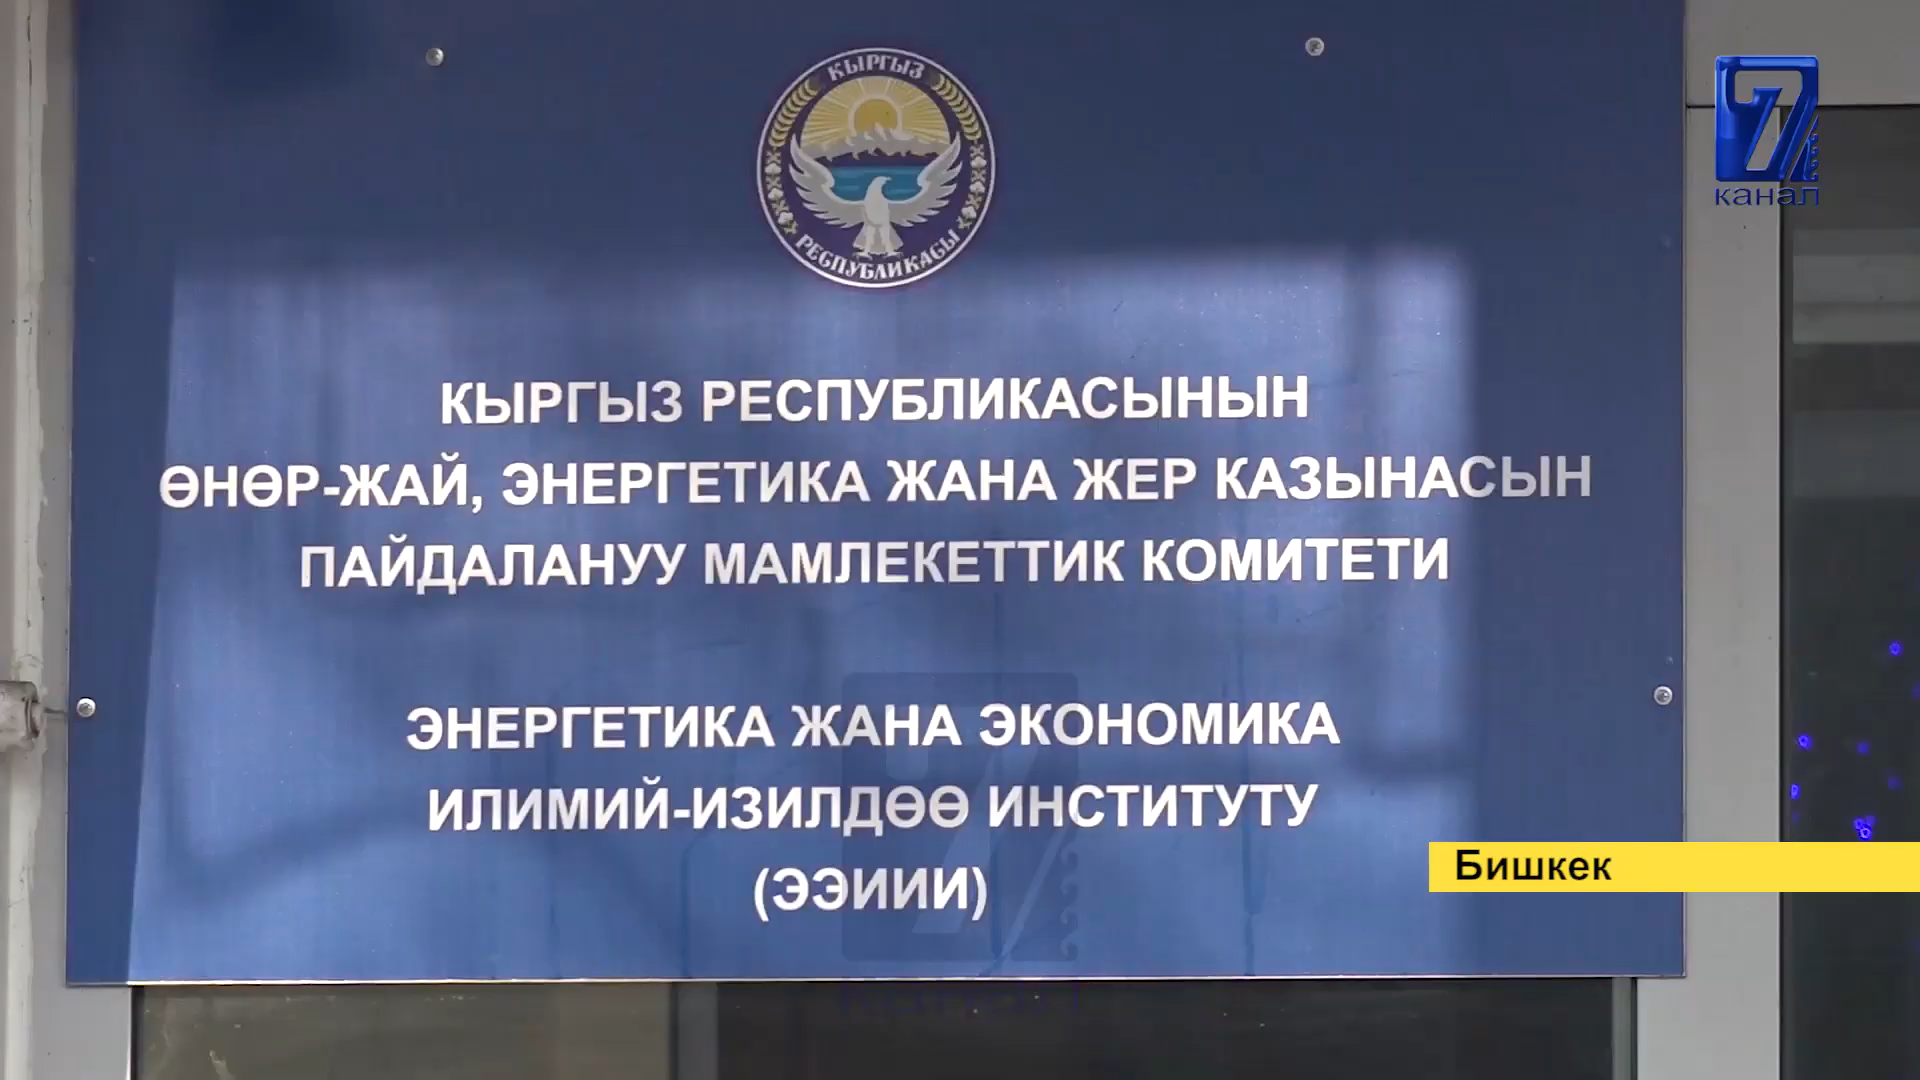 КЫРГЫЗ
РЕСПУБЛИКАСЫ
7
канал
КЫРГЫЗ РЕСПУБЛИКАСЫНЫН
ӨНӨР-ЖАЙ, ЭНЕРГЕТИКА ЖАНА ЖЕР КАЗЫНАСЫН
ПАЙДАЛАНУУ МАМЛЕКЕТТИК КОМИТЕТИ
ЭНЕРГЕТИКА ЖАНА ЭКОНОМИКА
ИЛИМИЙ-ИЗИЛДӨӨ ИНСТИТУТУ
(ЭЭИИИ)
Бишкек